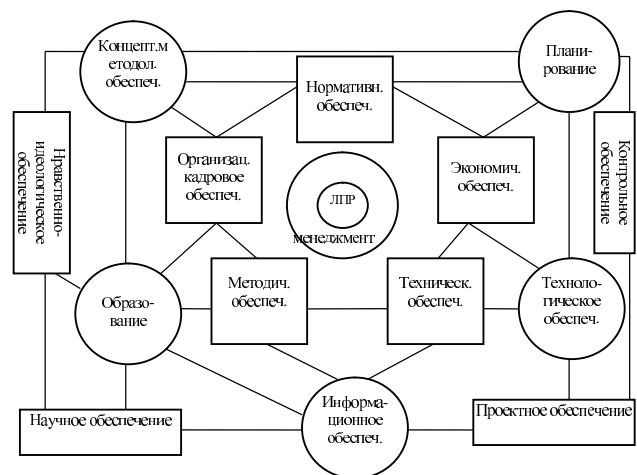 Концепт.м
етодол.
обеспеч.
Плани-
рование
Нормативн.
обеспеч.
Нравственно-
идеологическое
обеспечение
Организац.
кадровое
обеспеч.
ЛПР
менеджмент
Экономич.
обеспеч.
Контрольное
обеспечение
Образо-
вание
Методич.
обеспеч.
Техническ.
обеспеч.
Техноло-
гическое
обеспеч.
Научное обеспечение
Информа-
ционное
обеспеч.
Проектное обеспечение